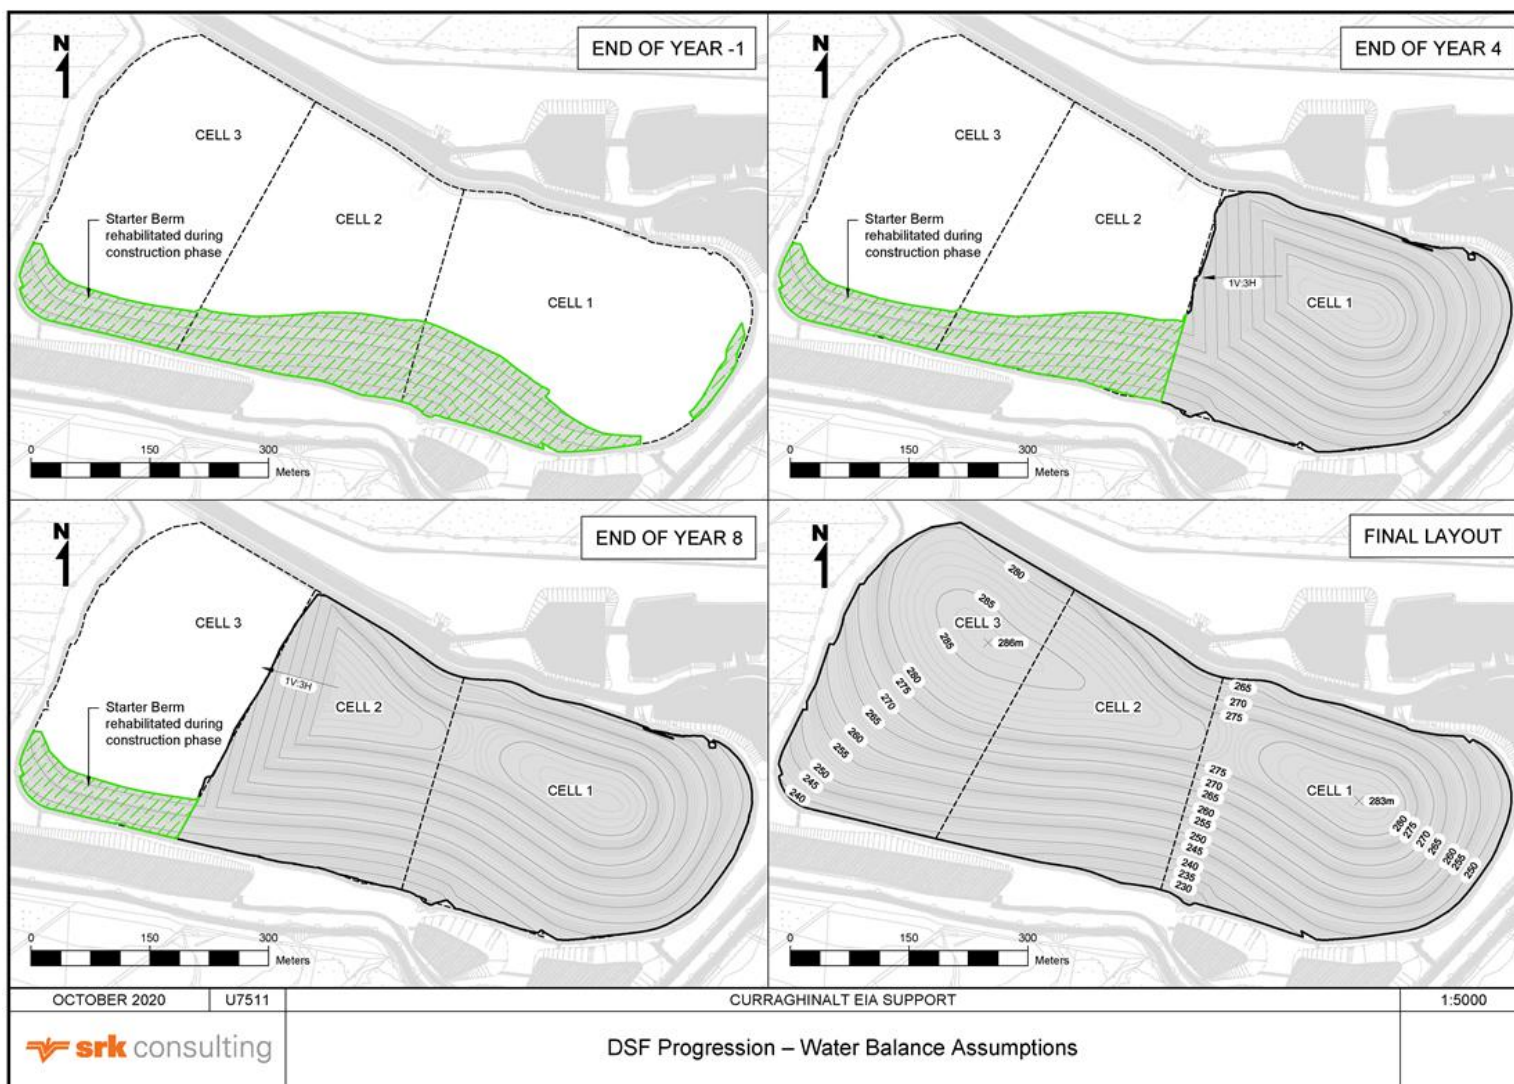 N
END OF YEAR -1
CELL 3
CELL 2
CELL 1
Starter Berm
rehabilitated during
construction phase
0 150 300
Meters
N
END OF YEAR 4
CELL 3
CELL 2
CELL 1
Starter Berm
rehabilitated during
construction phase
1V:3H
0 150 300
Meters
N
END OF YEAR 8
CELL 3
CELL 2
CELL 1
1V:3H
Starter Berm
rehabilitated during
construction phase
0 150 300
Meters
N
FINAL LAYOUT
280
285
CELL 3
285
286m
280
275
270
265
260
255
250
245
240
CELL 2
265
270
275
275
270
265
260
255
250
245
240
235
230
CELL 1
283m
280
275
270
265
260
255
250
0 150 300
Meters
OCTOBER 2020 U7511 CURRAGHINALT EIA SUPPORT 1:5000
srk consulting
DSF Progression – Water Balance Assumptions